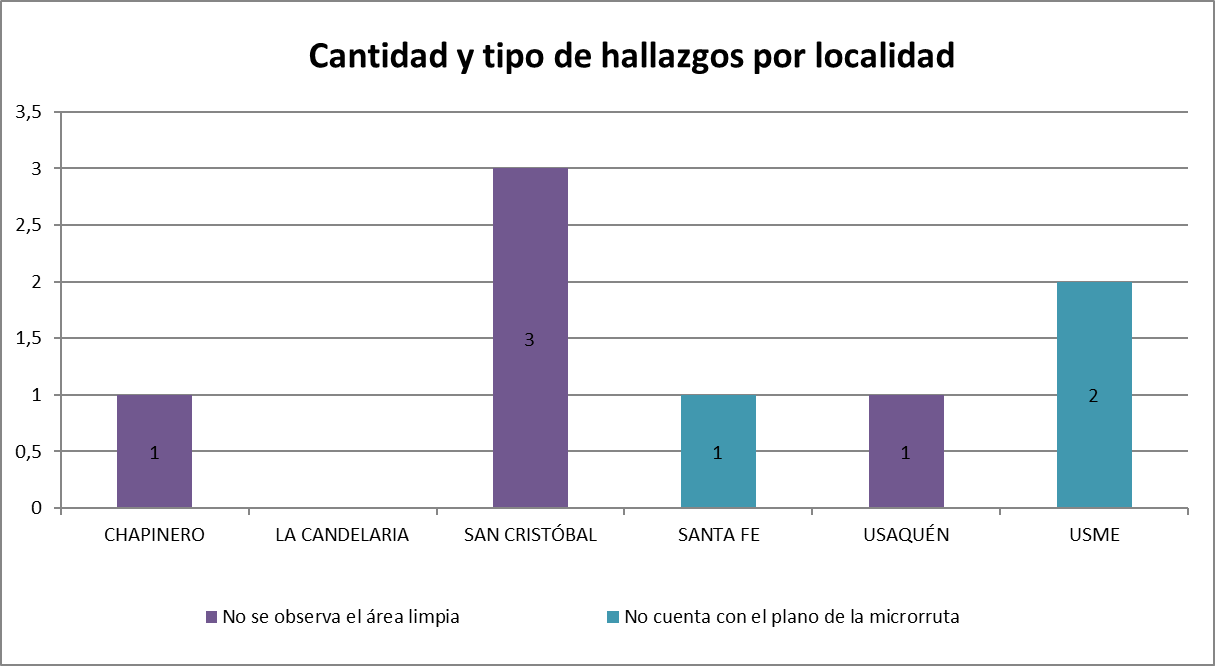 Cantidad y tipo de hallazgos por localidad
3,5
3
2,5
2
1,5
1
0,5
0
1
3
1
1
2
CHAPINERO
LA CANDELARIA
SAN CRISTÓBAL
SANTA FE
USAQUÉN
USME
No se observa el área limpia
No cuenta con el plano de la microrruta